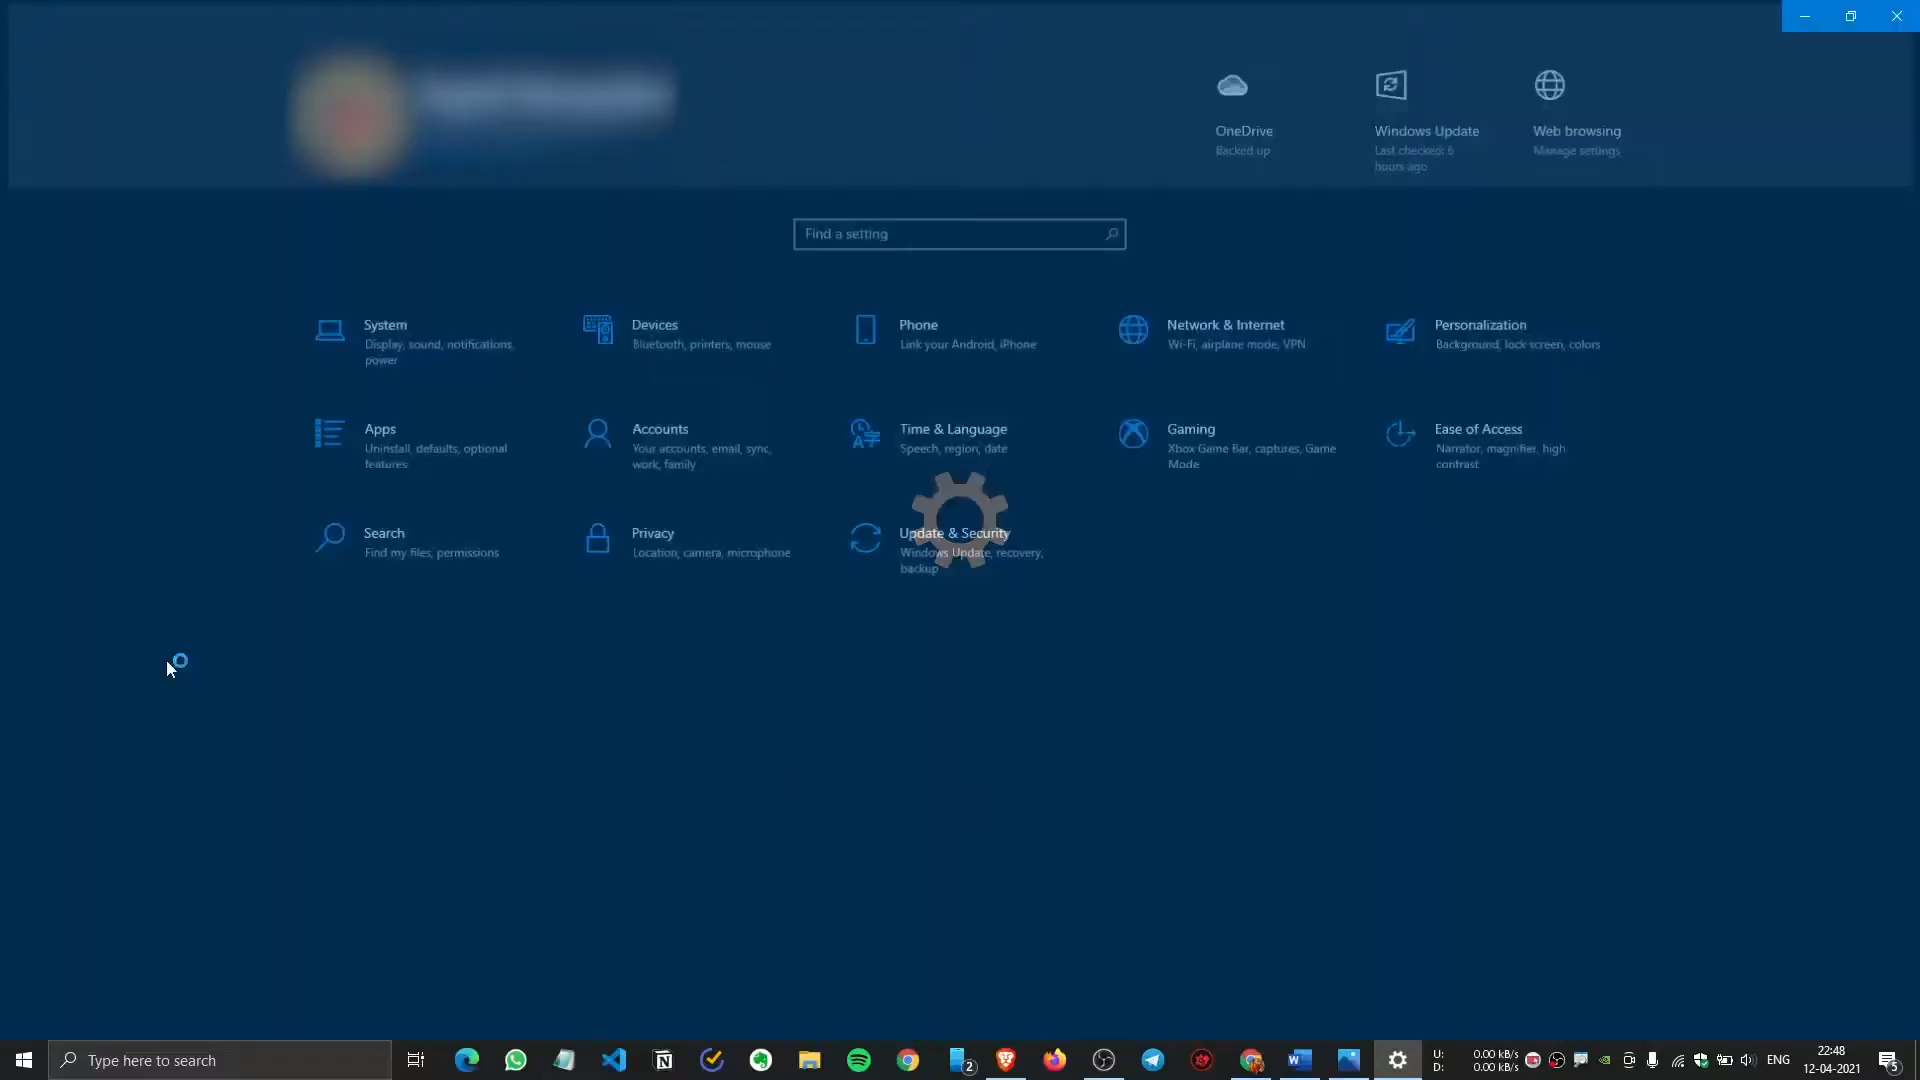 OneDrive
Backed up
Windows Update
Last checked: 6
hours ago
Web browsing
Manage settings
Find a setting
System
Display, sound, notifications,
power
Devices
Bluetooth, printers, mouse
Phone
Link your Android, iPhone
Network & Internet
Wi-Fi, airplane mode, VPN
Personalization
Background, lock screen, colors
Apps
Uninstall, defaults, optional
features
Accounts
Your accounts, email, sync,
work, family
Time & Language
Speech, region, date
Gaming
Xbox Game Bar, captures, Game
Mode
Ease of Access
Narrator, magnifier, high
contrast
Search
Find my files, permissions
Privacy
Location, camera, microphone
Update & Security
Windows Update, recovery,
backup
Type here to search
2
U: 0.00 kB/s
D: 0.00 kB/s
ENG
22:48
12-04-2021
5